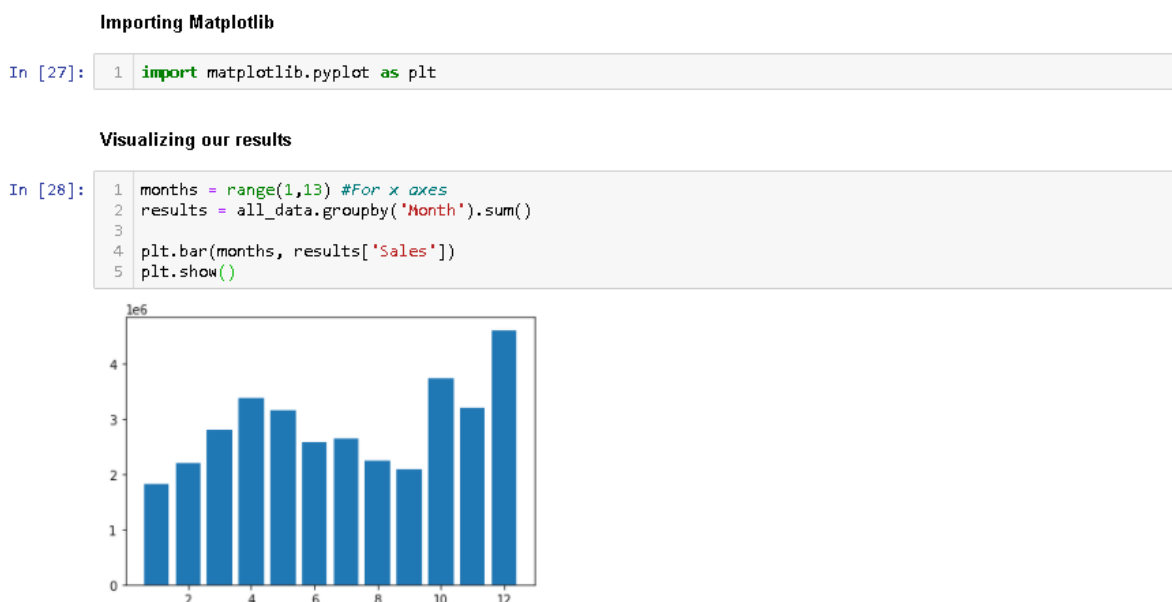 Importing Matplotlib
In [27]:
1 import matplotlib.pyplot as plt
Visualizing our results
In [28]:
1 months = range(1,13) #For x axes
2 results = all_data.groupby('Month').sum()
3
4 plt.bar(months, results['Sales'])
5 plt.show()
1e6
4
3
2
1
0
2 4 6 8 10 12